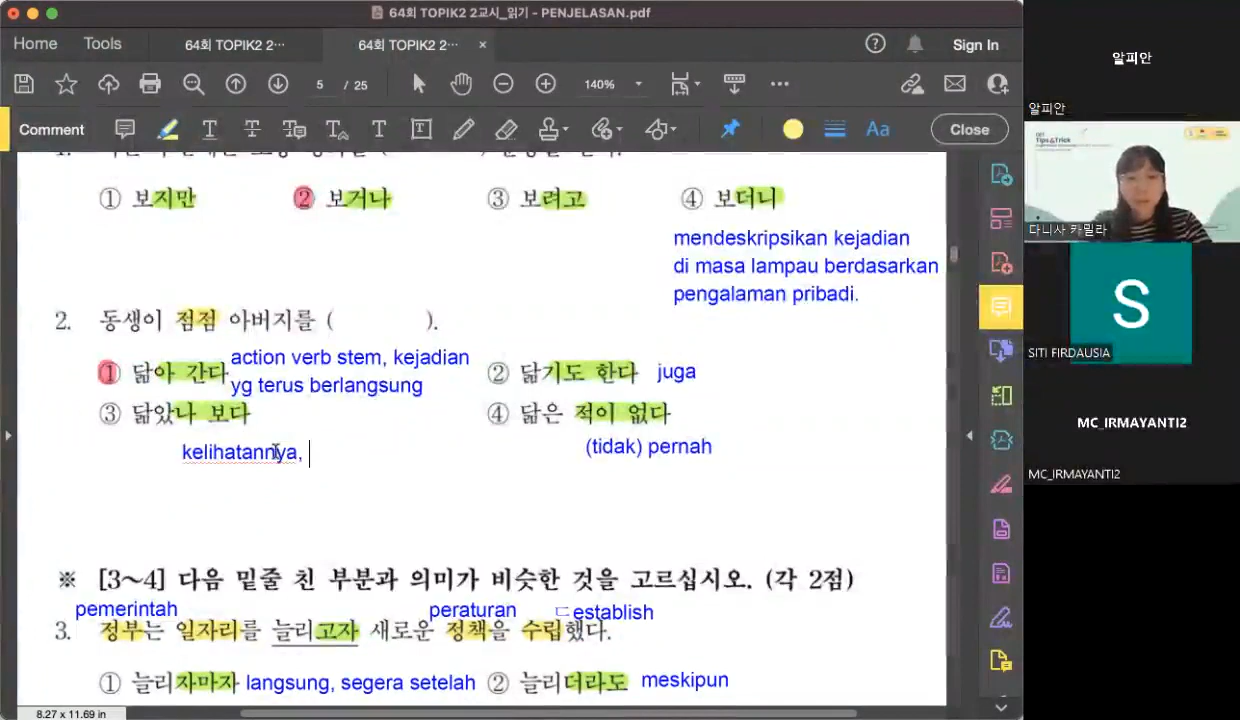 64회 TOPIK2 2교시_읽기 - PENJELASAN.pdf
Home Tools 64회 TOPIK2 2··· 64회 TOPIK2 2··· × Sign In
5 / 25 140%
Comment Close
① 보지만 ② 보거나 ③ 보려고 ④ 보더니
mendeskripsikan kejadian
di masa lampau berdasarkan
pengalaman pribadi.
2. 동생이 점점 아버지를 ( ).
① 닮아 간다 action verb stem, kejadian
yg terus berlangsung
② 닮기도 한다 juga
③ 닮았나 보다 ④ 닮은 적이 없다
kelihatannya, (tidak) pernah
※ [3~4] 다음 밑줄 친 부분과 의미가 비슷한 것을 고르십시오. (각 2점)
pemerintah peraturan ㄷestablish
3. 정부는 일자리를 늘리고자 새로운 정책을 수립했다.
① 늘리자마자 langsung, segera setelah ② 늘리더라도 meskipun
8.27 x 11.69 in
알피안
알피안
Tips&Trick
다니사 카밀라
S
SITI FIRDAUSIA
MC_IRMAYANTI2
MC_IRMAYANTI2